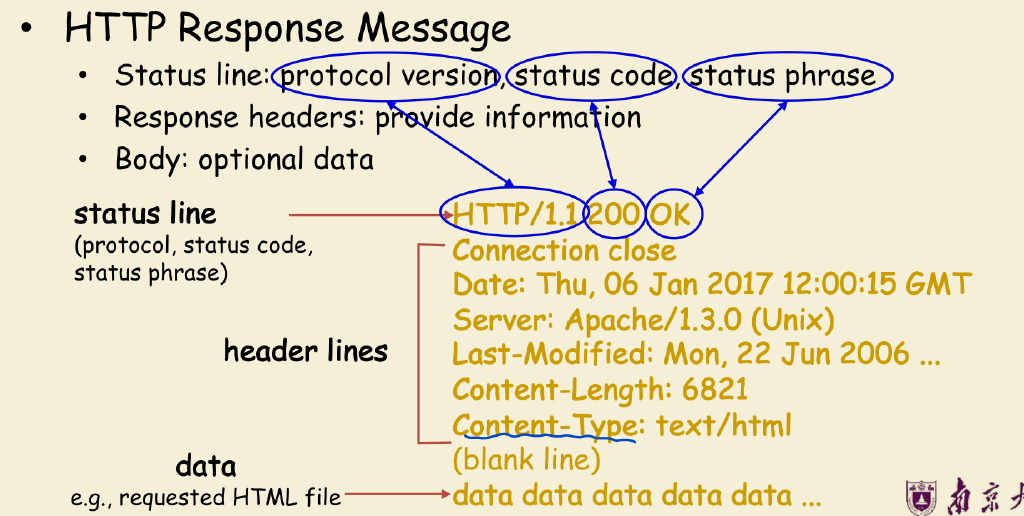 • HTTP Response Message
• Status line: protocol version, status code, status phrase
• Response headers: provide information
• Body: optional data
status line
(protocol, status code,
status phrase)
HTTP/1.1 200 OK
Connection close
Date: Thu, 06 Jan 2017 12:00:15 GMT
Server: Apache/1.3.0 (Unix)
Last-Modified: Mon, 22 Jun 2006 ...
Content-Length: 6821
Content-Type: text/html
(blank line)
header lines
data
e.g., requested HTML file
data data data data data ...
南京